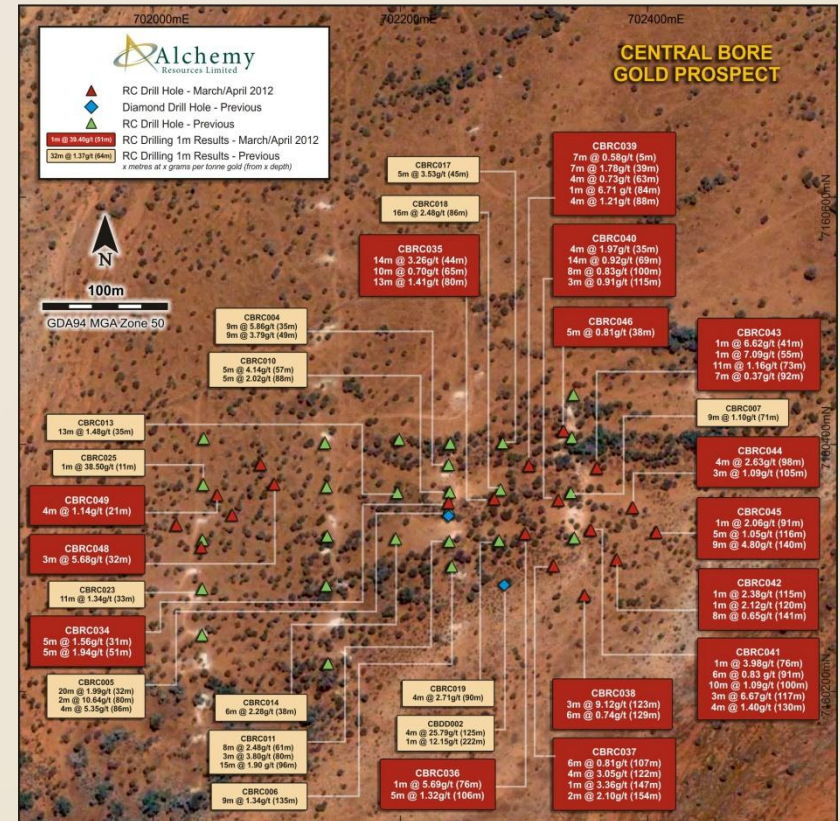 702000mE
702200mE
702400mE
Alchemy
Resources Limited
RC Drill Hole - March/April 2012
Diamond Drill Hole - Previous
RC Drill Hole - Previous
1m @ 39.40g/t (51m) RC Drilling 1m Results - March/April 2012
32m @ 1.37g/t (64m) RC Drilling 1m Results - Previous
x metres at x grams per tonne gold (from x depth)
CENTRAL BORE
GOLD PROSPECT
N
100m
GDA94 MGA Zone 50
7160600mN
7160400mN
7160200mN
CBRC017
5m @ 3.53g/t (45m)
CBRC018
16m @ 2.48g/t (86m)
CBRC035
14m @ 3.26g/t (44m)
10m @ 0.70g/t (65m)
13m @ 1.41g/t (80m)
CBRC039
7m @ 0.58g/t (5m)
7m @ 1.78g/t (39m)
4m @ 0.73g/t (63m)
1m @ 6.71 g/t (84m)
4m @ 1.21g/t (88m)
CBRC040
4m @ 1.97g/t (35m)
14m @ 0.92g/t (69m)
8m @ 0.83g/t (100m)
3m @ 0.91g/t (115m)
CBRC046
5m @ 0.81g/t (38m)
CBRC043
1m @ 6.62g/t (41m)
1m @ 7.09g/t (55m)
11m @ 1.16g/t (73m)
7m @ 0.37g/t (92m)
CBRC007
9m @ 1.10g/t (71m)
CBRC044
4m @ 2.63g/t (98m)
3m @ 1.09g/t (105m)
CBRC045
1m @ 2.06g/t (91m)
5m @ 1.05g/t (116m)
9m @ 4.80g/t (140m)
CBRC042
1m @ 2.38g/t (115m)
1m @ 2.12g/t (120m)
8m @ 0.65g/t (141m)
CBRC041
1m @ 3.98g/t (76m)
6m @ 0.83 g/t (91m)
10m @ 1.09g/t (100m)
3m @ 6.67g/t (117m)
4m @ 1.40g/t (130m)
CBRC004
9m @ 5.86g/t (35m)
9m @ 3.79g/t (49m)
CBRC010
5m @ 4.14g/t (57m)
5m @ 2.02g/t (88m)
CBRC013
13m @ 1.48g/t (35m)
CBRC025
1m @ 38.50g/t (11m)
CBRC049
4m @ 1.14g/t (21m)
CBRC048
3m @ 5.68g/t (32m)
CBRC023
11m @ 1.34g/t (33m)
CBRC034
5m @ 1.56g/t (31m)
5m @ 1.94g/t (51m)
CBRC005
20m @ 1.99g/t (32m)
2m @ 10.64g/t (80m)
4m @ 5.35g/t (86m)
CBRC014
6m @ 2.28g/t (38m)
CBRC011
8m @ 2.48g/t (61m)
3m @ 3.80g/t (80m)
15m @ 1.90 g/t (96m)
CBRC006
9m @ 1.34g/t (135m)
CBRC019
4m @ 2.71g/t (90m)
CBDD002
4m @ 25.79g/t (125m)
1m @ 12.15g/t (222m)
CBRC036
1m @ 5.69g/t (76m)
5m @ 1.32g/t (106m)
CBRC038
3m @ 9.12g/t (123m)
6m @ 0.74g/t (129m)
CBRC037
6m @ 0.81g/t (107m)
4m @ 3.05g/t (122m)
1m @ 3.36g/t (147m)
2m @ 2.10g/t (154m)